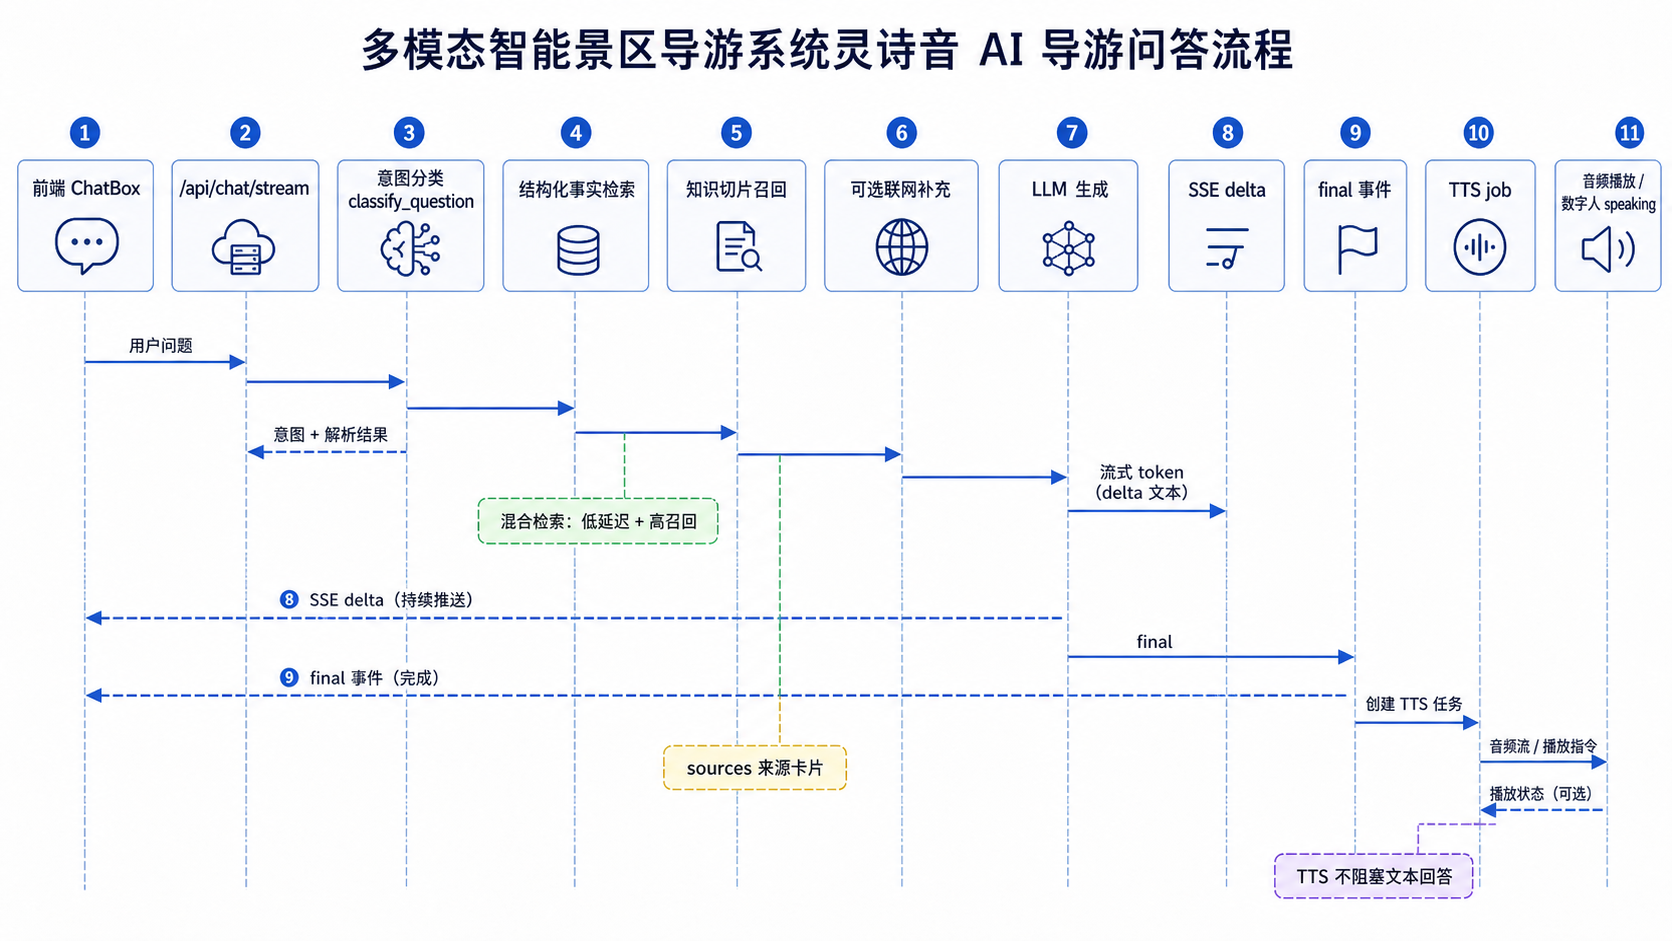 多模态智能景区导游系统灵诗音 AI 导游问答流程
1
2
3
4
5
6
7
8
9
10
11
前端 ChatBox
/api/chat/stream
意图分类
classify_question
结构化事实检索
知识切片召回
可选联网补充
LLM 生成
SSE delta
final 事件
TTS job
音频播放 /
数字人 speaking
用户问题
意图 + 解析结果
流式 token
（delta 文本）
混合检索：低延迟 + 高召回
8 SSE delta（持续推送）
final
9 final 事件（完成）
创建 TTS 任务
音频流 / 播放指令
sources 来源卡片
播放状态（可选）
TTS 不阻塞文本回答